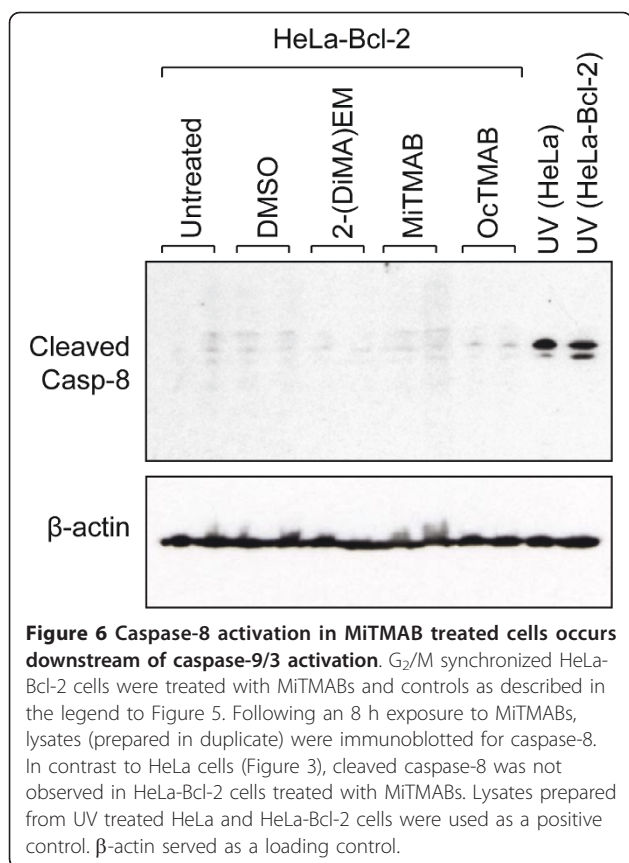 HeLa-Bcl-2
Untreated
DMSO
2-(DiMA)EM
MiTMAB
OcTMAB
UV (HeLa)
UV (HeLa-Bcl-2)
Cleaved
Casp-8
β-actin
Figure 6 Caspase-8 activation in MiTMAB treated cells occurs
downstream of caspase-9/3 activation. G₂/M synchronized HeLa-
Bcl-2 cells were treated with MiTMABs and controls as described in
the legend to Figure 5. Following an 8 h exposure to MiTMABs,
lysates (prepared in duplicate) were immunoblotted for caspase-8.
In contrast to HeLa cells (Figure 3), cleaved caspase-8 was not
observed in HeLa-Bcl-2 cells treated with MiTMABs. Lysates prepared
from UV treated HeLa and HeLa-Bcl-2 cells were used as a positive
control. β-actin served as a loading control.